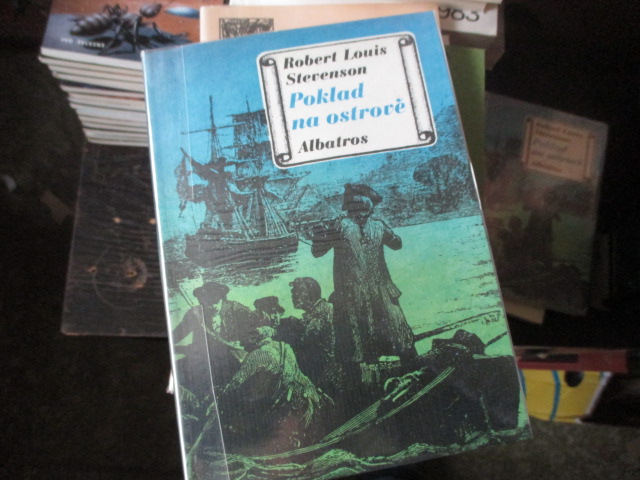 Robert Louis
Stevenson
Poklad
na ostrově
Albatros